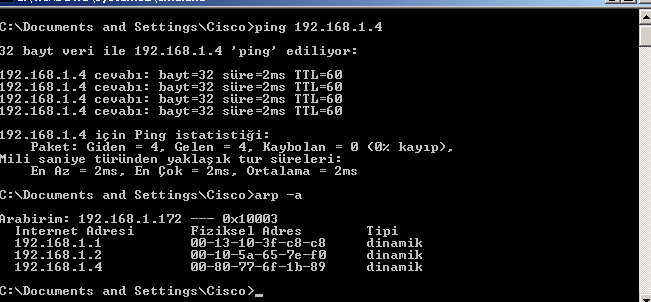 C:\Documents and Settings\Cisco>ping 192.168.1.4
32 bayt veri ile 192.168.1.4 'ping' ediliyor:
192.168.1.4 cevabı: bayt=32 süre=2ms TTL=60
192.168.1.4 cevabı: bayt=32 süre=2ms TTL=60
192.168.1.4 cevabı: bayt=32 süre=2ms TTL=60
192.168.1.4 cevabı: bayt=32 süre=2ms TTL=60
192.168.1.4 için Ping istatistiği:
Paket: Giden = 4, Gelen = 4, Kaybolan = 0 (0% kayıp),
Mili saniye türünden yaklaşık tur süreleri:
En Az = 2ms, En Çok = 2ms, Ortalama = 2ms
C:\Documents and Settings\Cisco>arp -a
Arabirim: 192.168.1.172 --- 0x10003
Internet Adresi Fiziksel Adres Tipi
192.168.1.1 00-13-10-3f-c8-c8 dinamik
192.168.1.2 00-10-5a-65-7e-f0 dinamik
192.168.1.4 00-80-77-6f-1b-89 dinamik
C:\Documents and Settings\Cisco>_